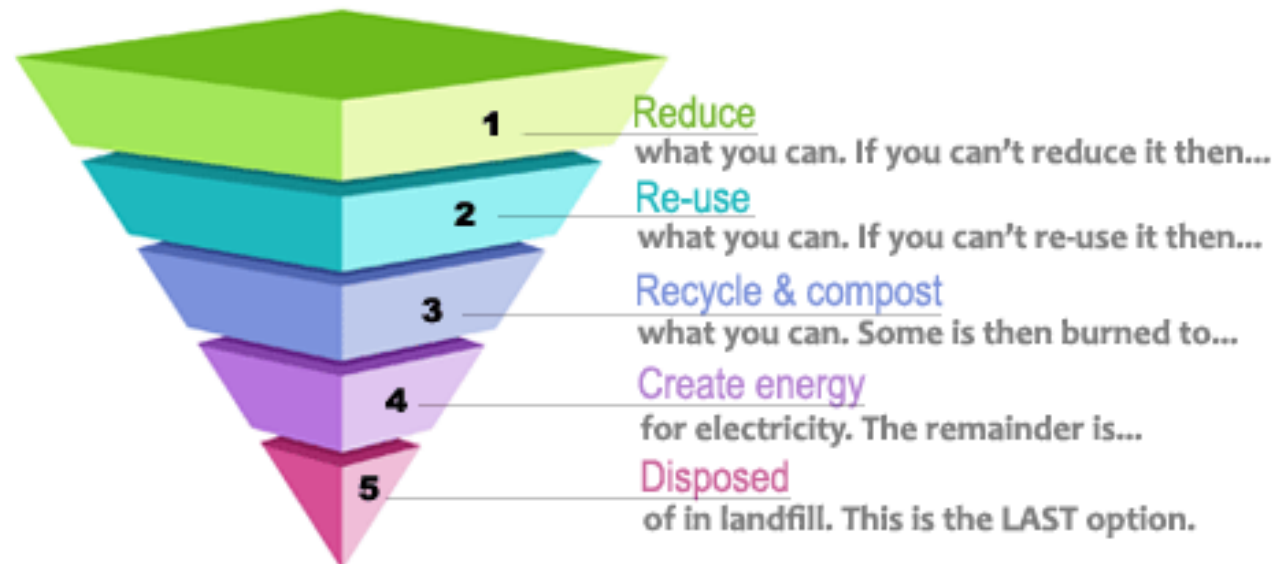 1
Reduce
what you can. If you can't reduce it then...
2
Re-use
what you can. If you can't re-use it then...
3
Recycle & compost
what you can. Some is then burned to...
4
Create energy
for electricity. The remainder is...
5
Disposed
of in landfill. This is the LAST option.